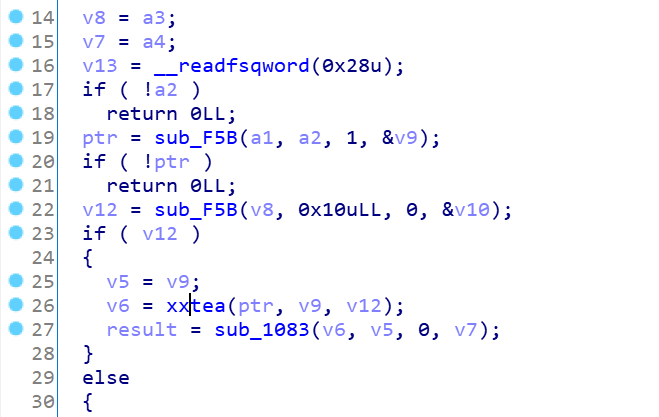 14 v8 = a3;
15 v7 = a4;
16 v13 = __readfsqword(0x28u);
17 if ( !a2 )
18 return 0LL;
19 ptr = sub_F5B(a1, a2, 1, &v9);
20 if ( !ptr )
21 return 0LL;
22 v12 = sub_F5B(v8, 0x10uLL, 0, &v10);
23 if ( v12 )
24 {
25 v5 = v9;
26 v6 = xxtea(ptr, v9, v12);
27 result = sub_1083(v6, v5, 0, v7);
28 }
29 else
30 {